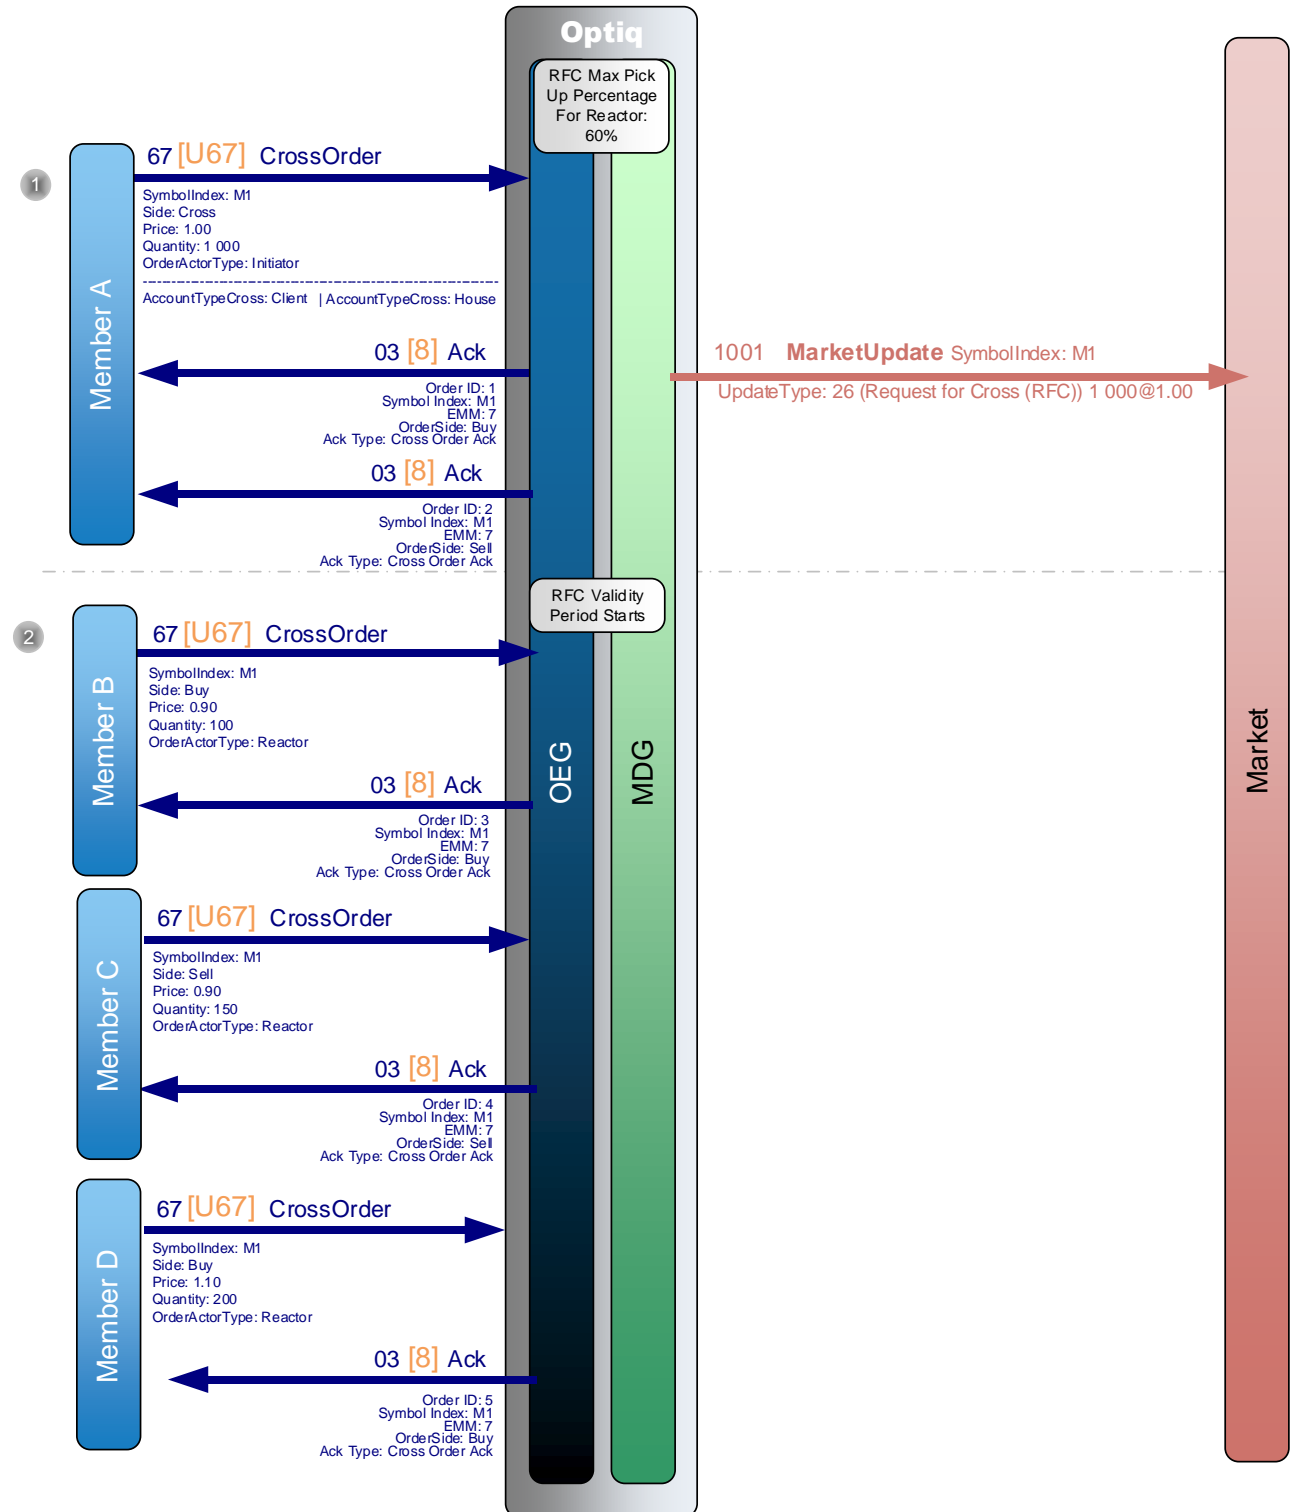 Optiq
RFC Max Pick
Up Percentage
For Reactor:
60%
1
Member A
67 [U67] CrossOrder
SymbolIndex: M1
Side: Cross
Price: 1.00
Quantity: 1 000
OrderActorType: Initiator
AccountTypeCross: Client | AccountTypeCross: House
03 [8] Ack
Order ID: 1
Symbol Index: M1
EMM: 7
OrderSide: Buy
Ack Type: Cross Order Ack
1001 MarketUpdate SymbolIndex: M1
UpdateType: 26 (Request for Cross (RFC)) 1 000@1.00
03 [8] Ack
Order ID: 2
Symbol Index: M1
EMM: 7
OrderSide: Sell
Ack Type: Cross Order Ack
RFC Validity
Period Starts
2
Member B
67 [U67] CrossOrder
SymbolIndex: M1
Side: Buy
Price: 0.90
Quantity: 100
OrderActorType: Reactor
OEG
MDG
Market
03 [8] Ack
Order ID: 3
Symbol Index: M1
EMM: 7
OrderSide: Buy
Ack Type: Cross Order Ack
Member C
67 [U67] CrossOrder
SymbolIndex: M1
Side: Sell
Price: 0.90
Quantity: 150
OrderActorType: Reactor
03 [8] Ack
Order ID: 4
Symbol Index: M1
EMM: 7
OrderSide: Sell
Ack Type: Cross Order Ack
Member D
67 [U67] CrossOrder
SymbolIndex: M1
Side: Buy
Price: 1.10
Quantity: 200
OrderActorType: Reactor
03 [8] Ack
Order ID: 5
Symbol Index: M1
EMM: 7
OrderSide: Buy
Ack Type: Cross Order Ack